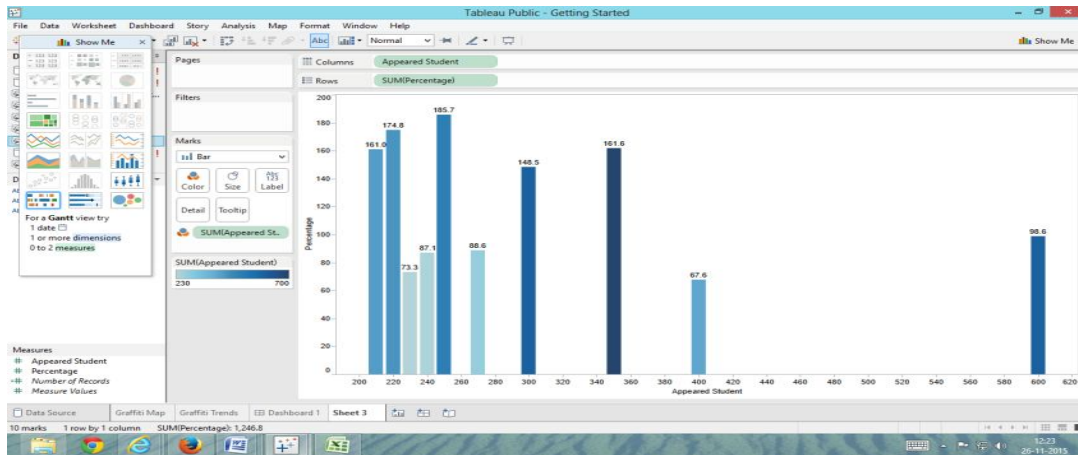 Tableau Public - Getting Started
File Data Worksheet Dashboard Story Analysis Map Format Window Help
Show Me
Abc
Normal
Show Me
Pages
Columns
Appeared Student
Rows
SUM(Percentage)
Filters
Marks
Bar
Color
Size
Label
Detail
Tooltip
SUM(Appeared St..
SUM(Appeared Student)
230
700
For a Gantt view try
1 date
1 or more dimensions
0 to 2 measures
Measures
Appeared Student
Percentage
Number of Records
Measure Values
Percentage
200
180
160
140
120
100
80
60
40
20
0
161.0
174.8
73.3
87.1
185.7
88.6
148.5
161.6
67.6
98.6
200 220 240 260 280 300 320 340 360 380 400 420 440 460 480 500 520 540 560 580 600 620
Appeared Student
Data Source
Graffiti Map
Graffiti Trends
Dashboard 1
Sheet 3
10 marks 1 row by 1 column SUM(Percentage): 1,246.8
12:23
26-11-2015